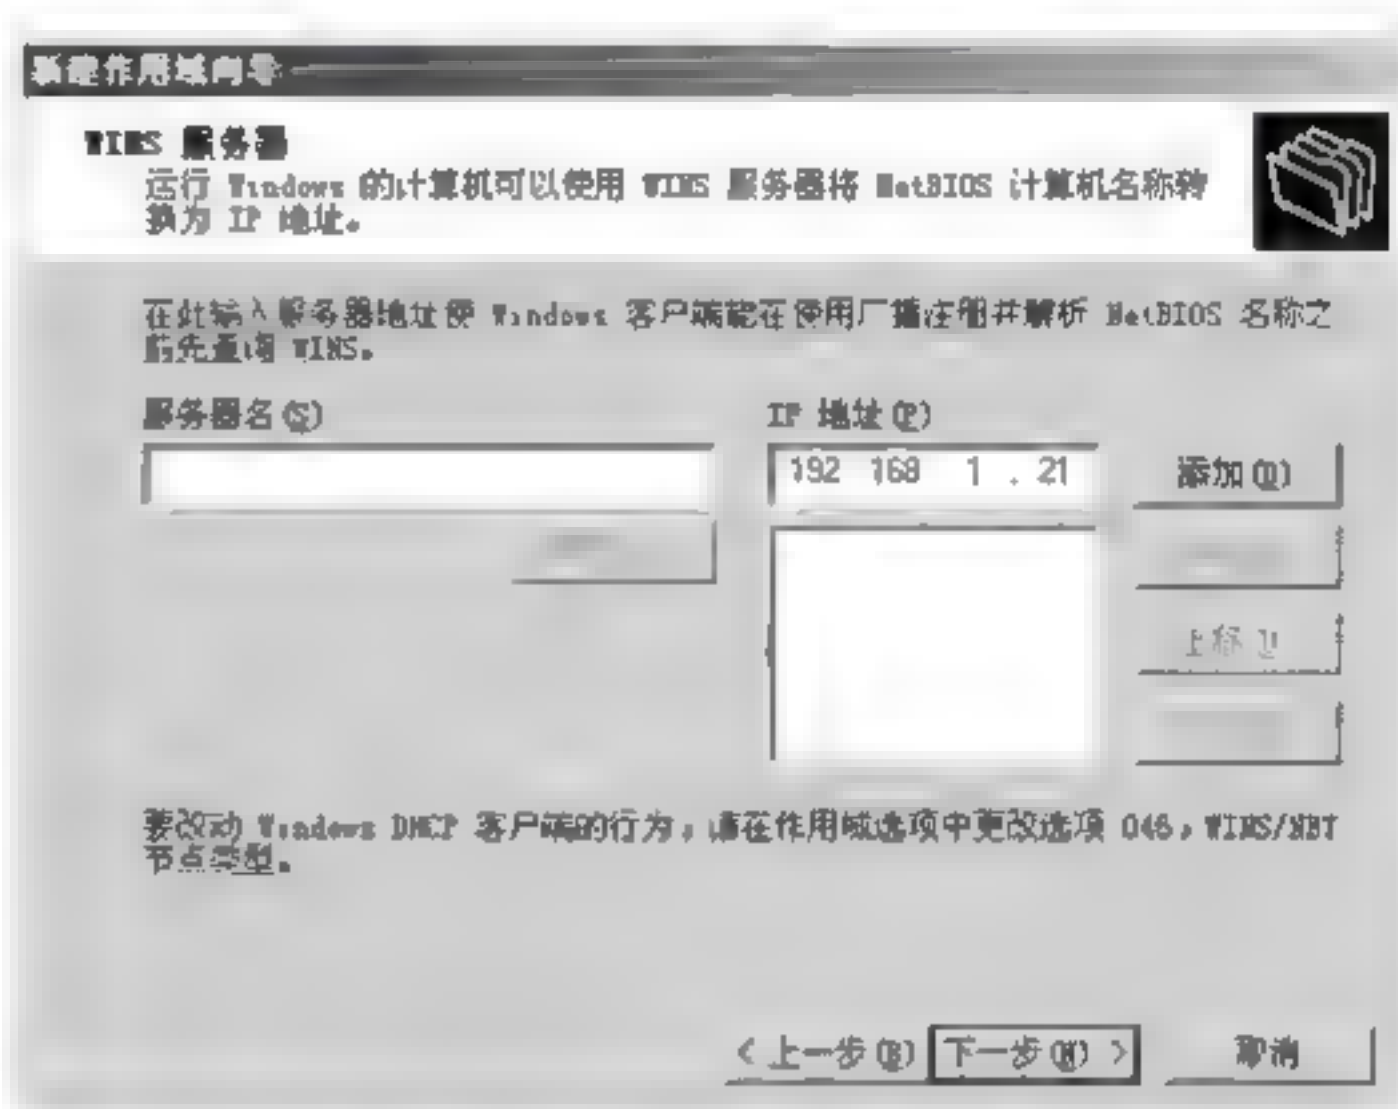 新建作用域向导
WINS 服务器
运行 Windows 的计算机可以使用 WINS 服务器将 NetBIOS 计算机名称转
换为 IP 地址。
在此输入服务器地址使 Windows 客户端能在使用广播注册并解析 NetBIOS 名称之
前先查询 WINS。
服务器名(S)
IP 地址(P)
192 168 1 . 21
添加(D)
要改动 Windows DHCP 客户端的行为，请在作用域选项中更改选项 046，WINS/NBT
节点类型。
< 上一步(B)
下一步(N) >
取消